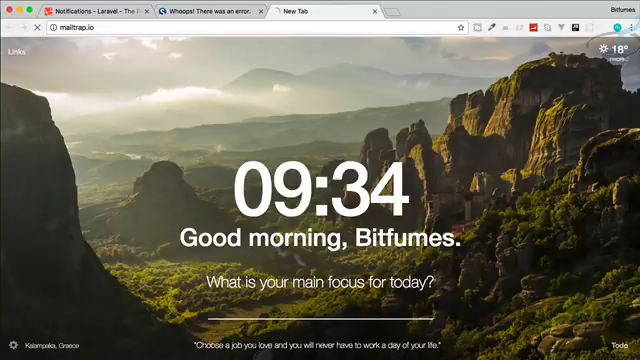 Notifications - Laravel - The P
Whoops! There was an error.
New Tab
Bitfumes
mailtrap.io
Links
18°
09:34
Good morning, Bitfumes.
What is your main focus for today?
Kalampaka, Greece
"Choose a job you love and you will never have to work a day of your life."
Todo